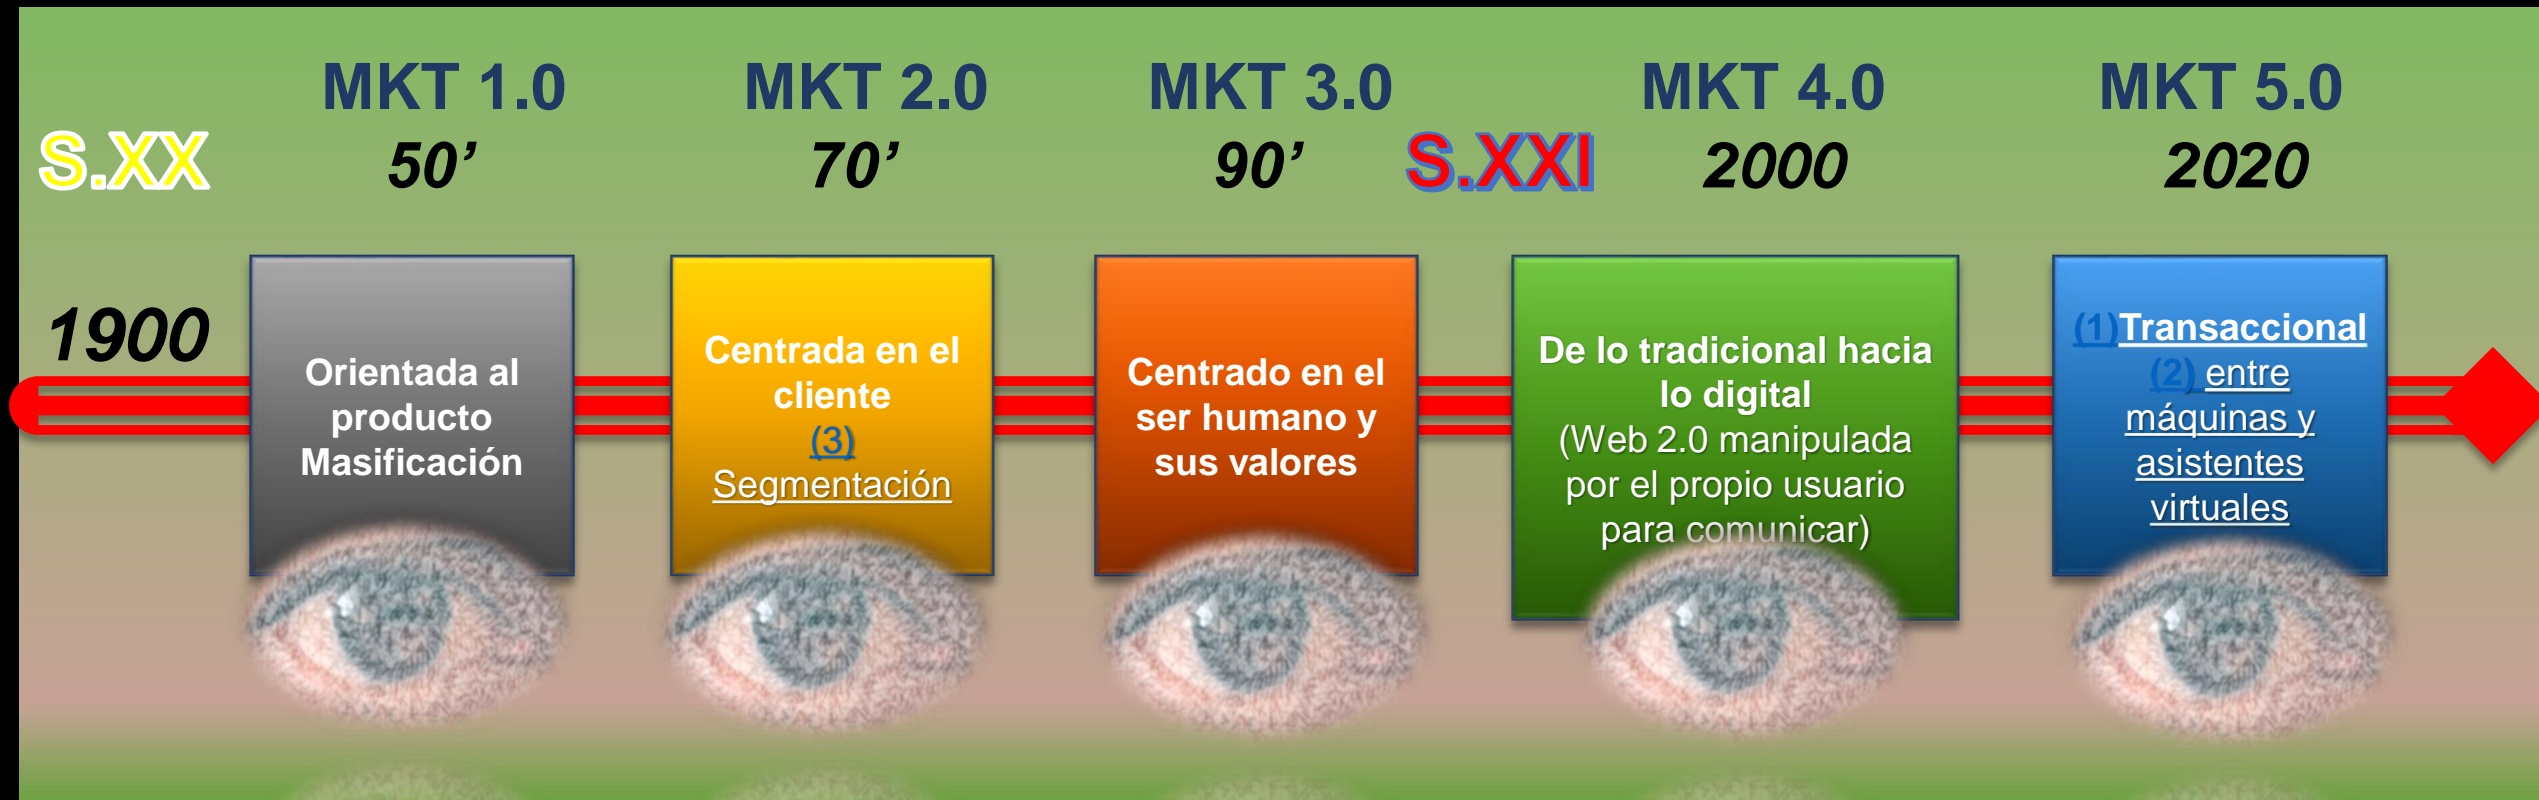 MKT 1.0
MKT 2.0
MKT 3.0
MKT 4.0
MKT 5.0
S.XX
50’
70’
90’
S.XXI
2000
2020
1900
Orientada al
producto
Masificación
Centrada en el
cliente
(3)
Segmentación
Centrado en el
ser humano y
sus valores
De lo tradicional hacia
lo digital
(Web 2.0 manipulada
por el propio usuario
para comunicar)
(1)Transaccional
(2) entre
máquinas y
asistentes
virtuales